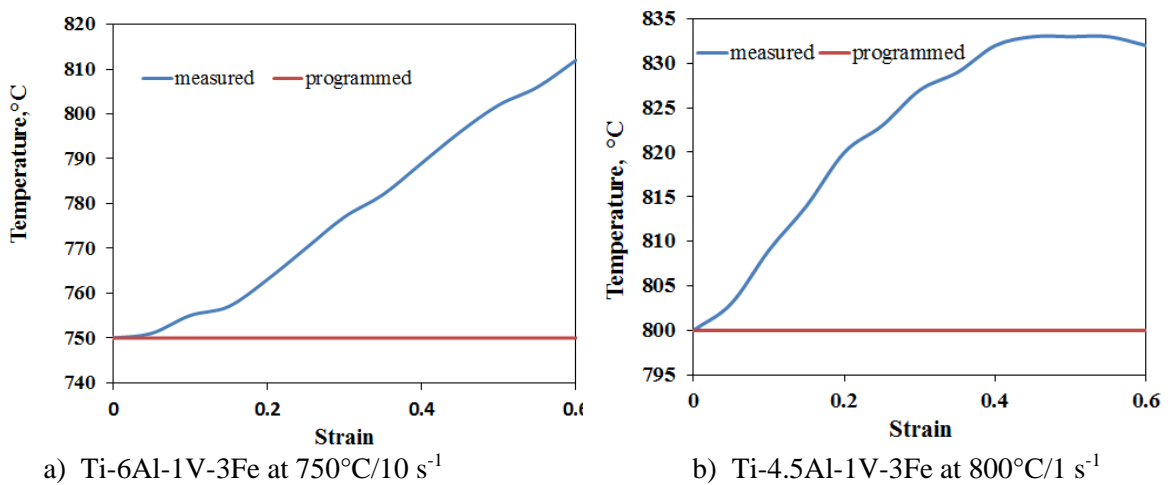 820
810
800
790
780
770
760
750
740
Temperature,°C
measured programmed
0 0.2 0.4 0.6
Strain
a) Ti-6Al-1V-3Fe at 750°C/10 s⁻¹
835
830
825
820
815
810
805
800
795
Temperature, °C
measured programmed
0 0.2 0.4 0.6
Strain
b) Ti-4.5Al-1V-3Fe at 800°C/1 s⁻¹